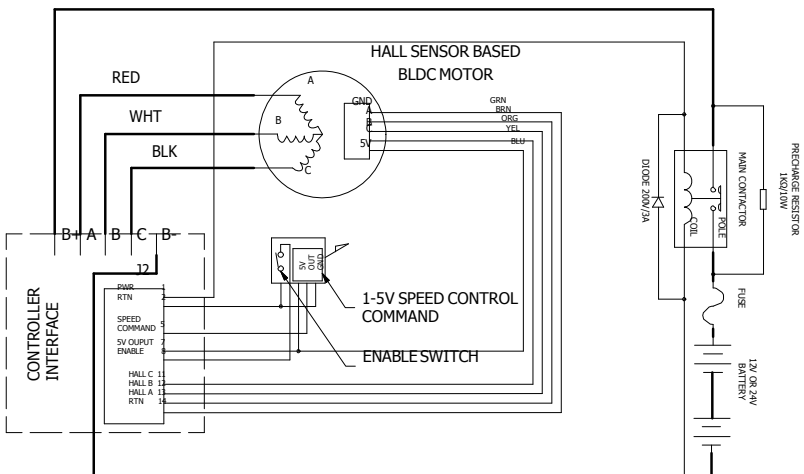 HALL SENSOR BASED
BLDC MOTOR
RED
WHT
BLK
A
B
C
GND
A
B
C
5V
GRN
BRN
ORG
YEL
BLU
DIODE 200V/3A
COIL
POLE
MAIN CONTACTOR
PRECHARGE RESISTOR
1KΩ/10W
FUSE
12V OR 24V
BATTERY
B+ A B C B-
J2
CONTROLLER
INTERFACE
PWR 1
RTN 2
SPEED
COMMAND 5
5V OUPUT 7
ENABLE 8
HALL C 11
HALL B 12
HALL A 13
RTN 14
5V
OUT
GND
1-5V SPEED CONTROL
COMMAND
ENABLE SWITCH